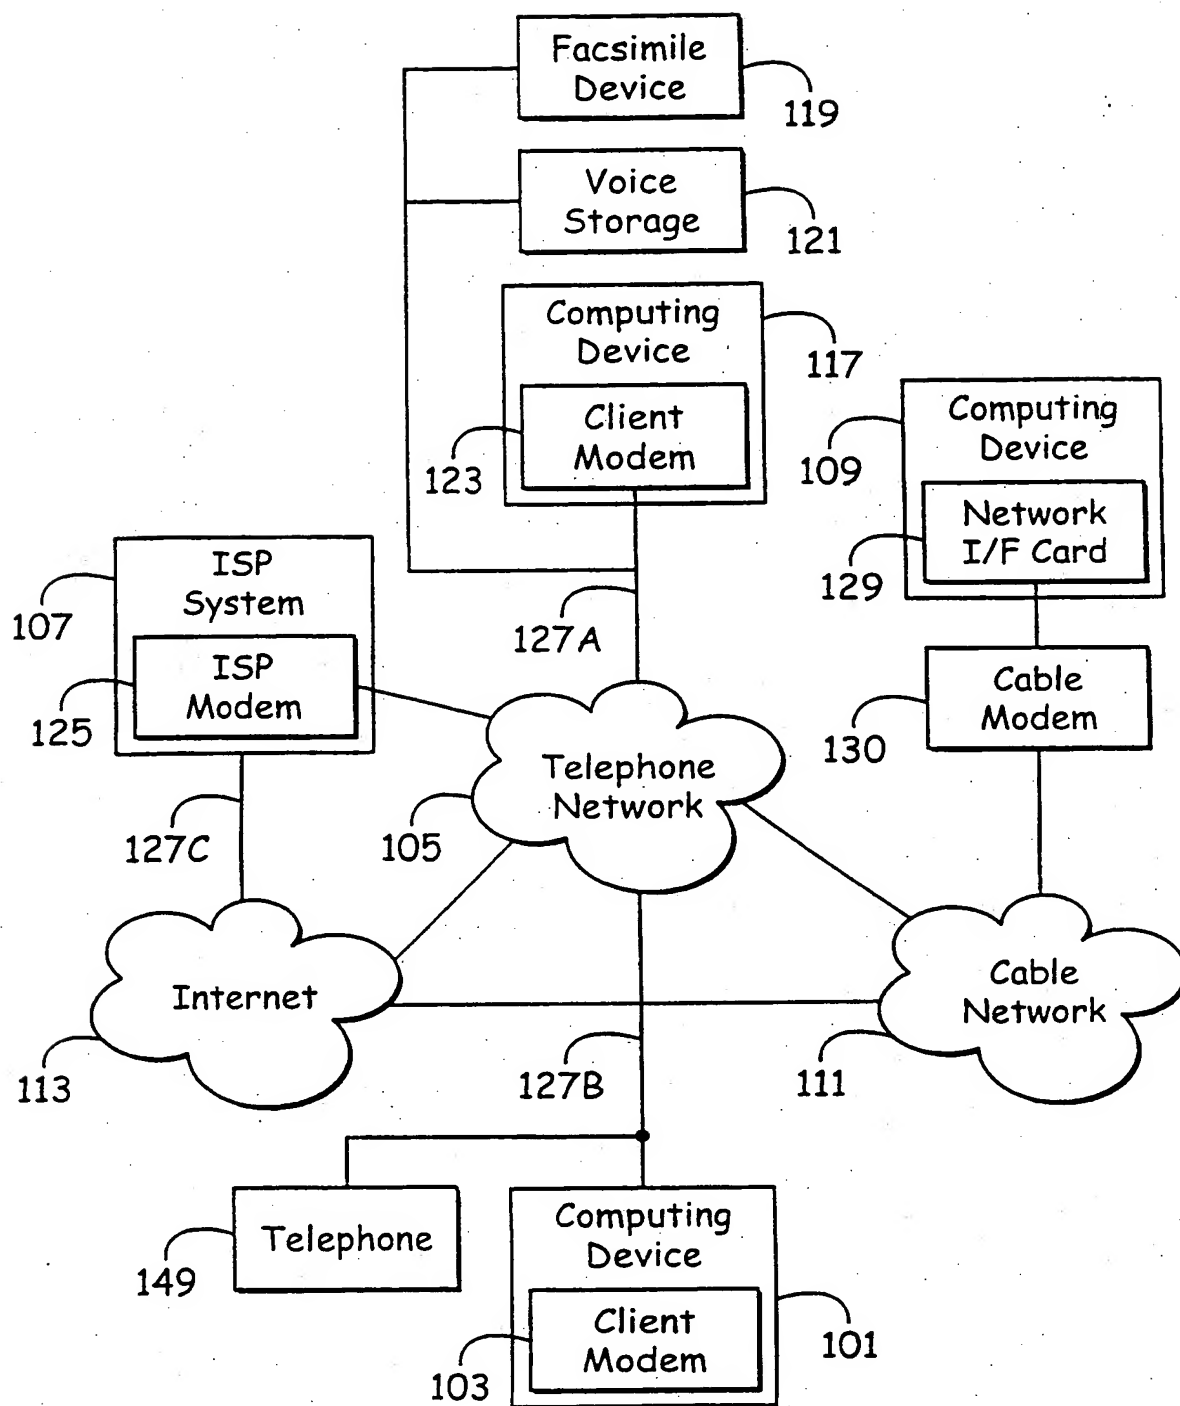 Facsimile
Device
119
Voice
Storage
121
Computing
Device
117
Client
Modem
123
Computing
Device
109
Network
I/F Card
129
ISP
System
107
ISP
Modem
125
127A
Cable
Modem
130
Telephone
Network
105
127C
Internet
113
Cable
Network
111
127B
Telephone
149
Computing
Device
101
Client
Modem
103